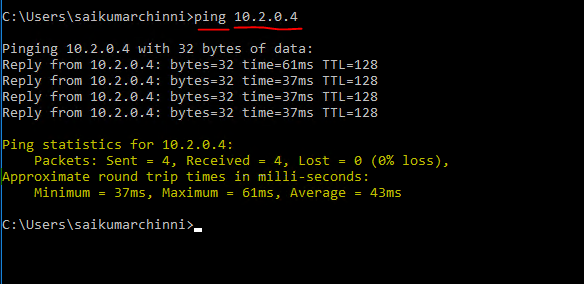 C:\Users\saikumarchinni>ping 10.2.0.4
Pinging 10.2.0.4 with 32 bytes of data:
Reply from 10.2.0.4: bytes=32 time=61ms TTL=128
Reply from 10.2.0.4: bytes=32 time=37ms TTL=128
Reply from 10.2.0.4: bytes=32 time=37ms TTL=128
Reply from 10.2.0.4: bytes=32 time=37ms TTL=128
Ping statistics for 10.2.0.4:
    Packets: Sent = 4, Received = 4, Lost = 0 (0% loss),
Approximate round trip times in milli-seconds:
    Minimum = 37ms, Maximum = 61ms, Average = 43ms
C:\Users\saikumarchinni>